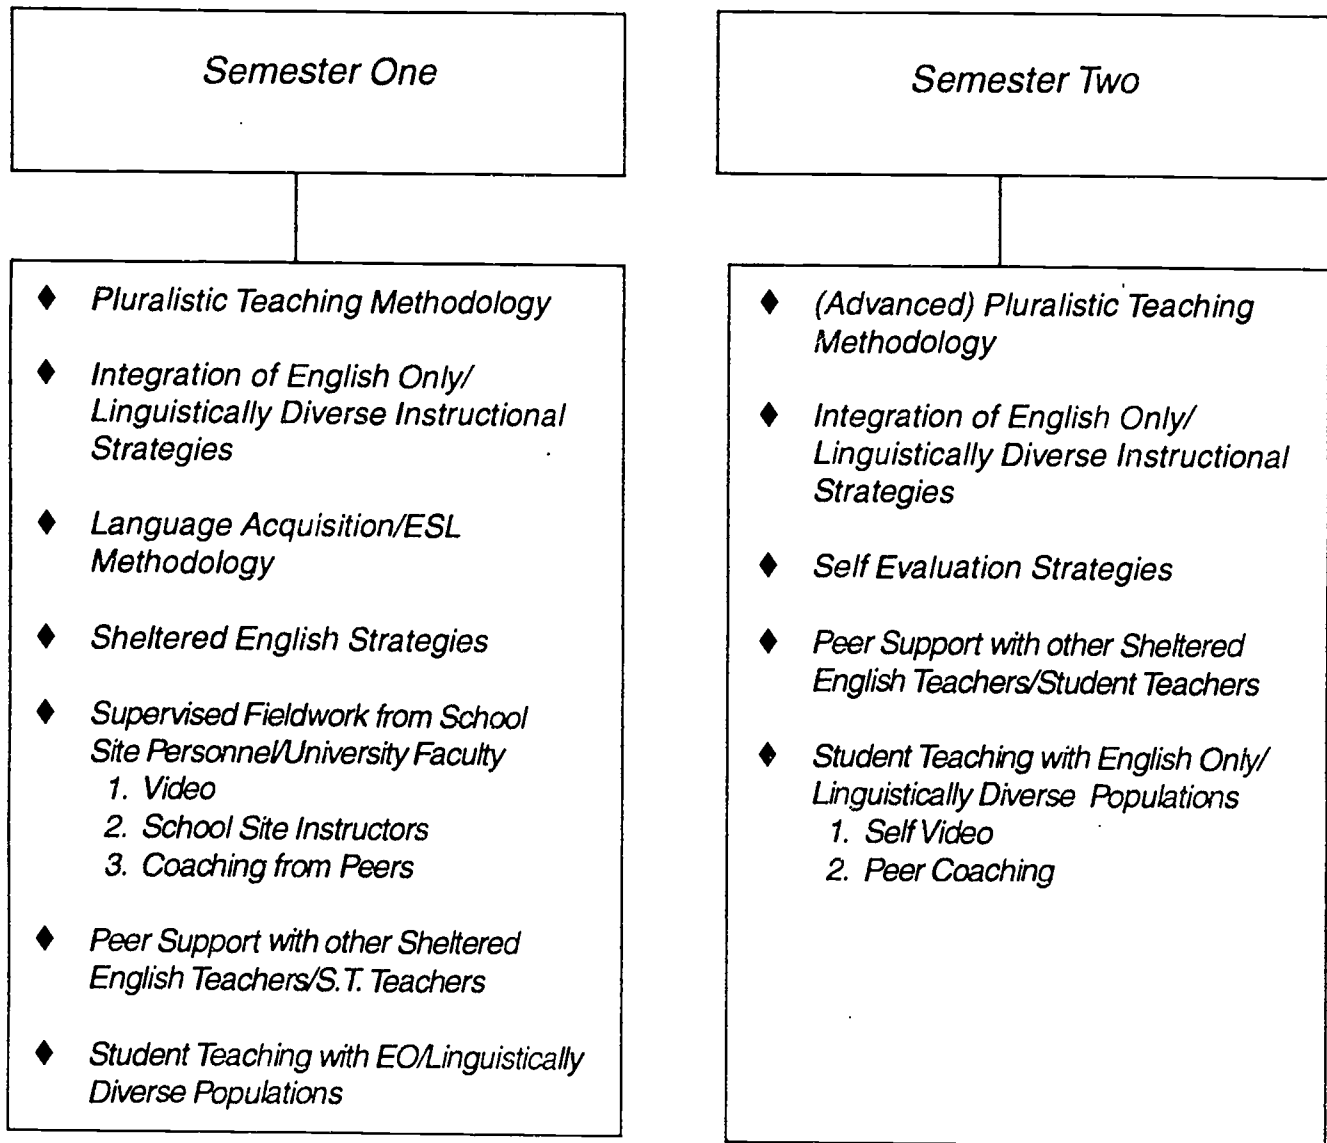 Semester One
◆ Pluralistic Teaching Methodology
◆ Integration of English Only/
Linguistically Diverse Instructional
Strategies
◆ Language Acquisition/ESL
Methodology
◆ Sheltered English Strategies
◆ Supervised Fieldwork from School
Site Personnel/University Faculty
1. Video
2. School Site Instructors
3. Coaching from Peers
◆ Peer Support with other Sheltered
English Teachers/S.T. Teachers
◆ Student Teaching with EO/Linguistically
Diverse Populations
Semester Two
◆ (Advanced) Pluralistic Teaching
Methodology
◆ Integration of English Only/
Linguistically Diverse Instructional
Strategies
◆ Self Evaluation Strategies
◆ Peer Support with other Sheltered
English Teachers/Student Teachers
◆ Student Teaching with English Only/
Linguistically Diverse Populations
1. Self Video
2. Peer Coaching